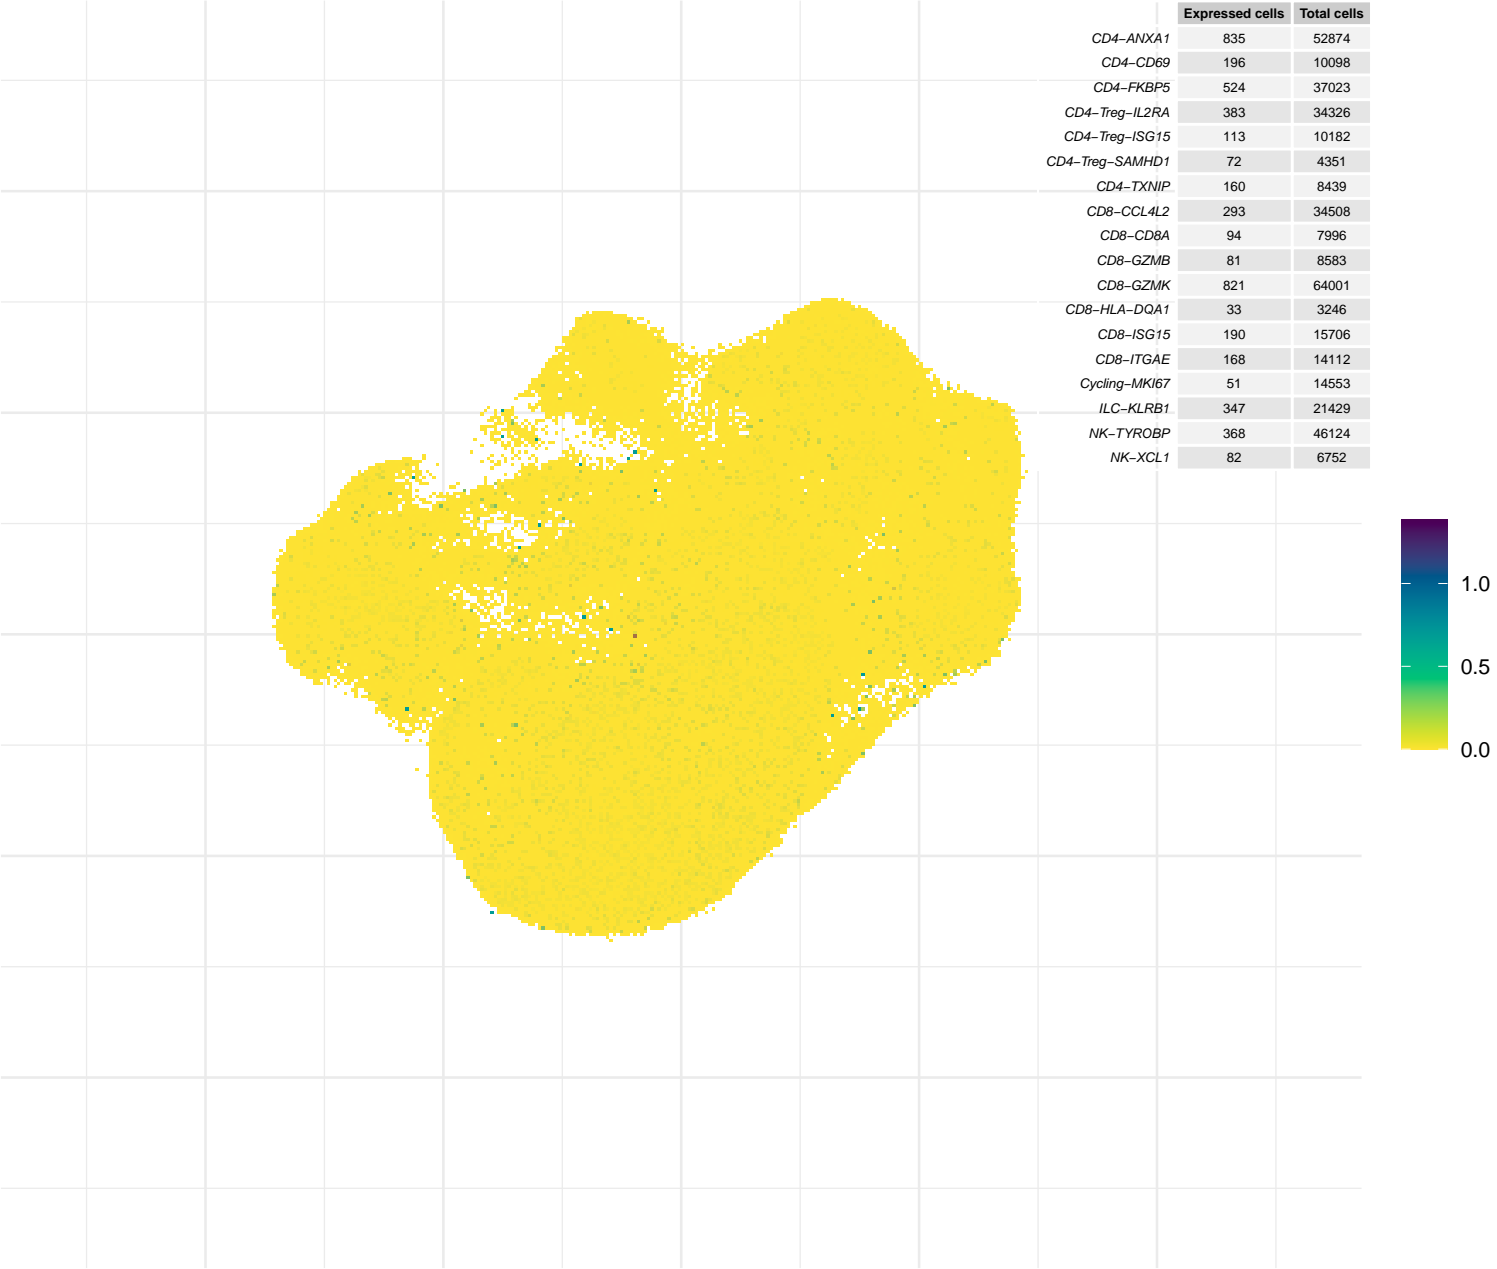 Expressed cells Total cells
CD4−ANXA1 835 52874
CD4−CD69 196 10098
CD4−FKBP5 524 37023
CD4−Treg−IL2RA 383 34326
CD4−Treg−ISG15 113 10182
CD4−Treg−SAMHD1 72 4351
CD4−TXNIP 160 8439
CD8−CCL4L2 293 34508
CD8−CD8A 94 7996
CD8−GZMB 81 8583
CD8−GZMK 821 64001
CD8−HLA−DQA1 33 3246
CD8−ISG15 190 15706
CD8−ITGAE 168 14112
Cycling−MKI67 51 14553
ILC−KLRB1 347 21429
NK−TYROBP 368 46124
NK−XCL1 82 6752
1.0
0.5
0.0